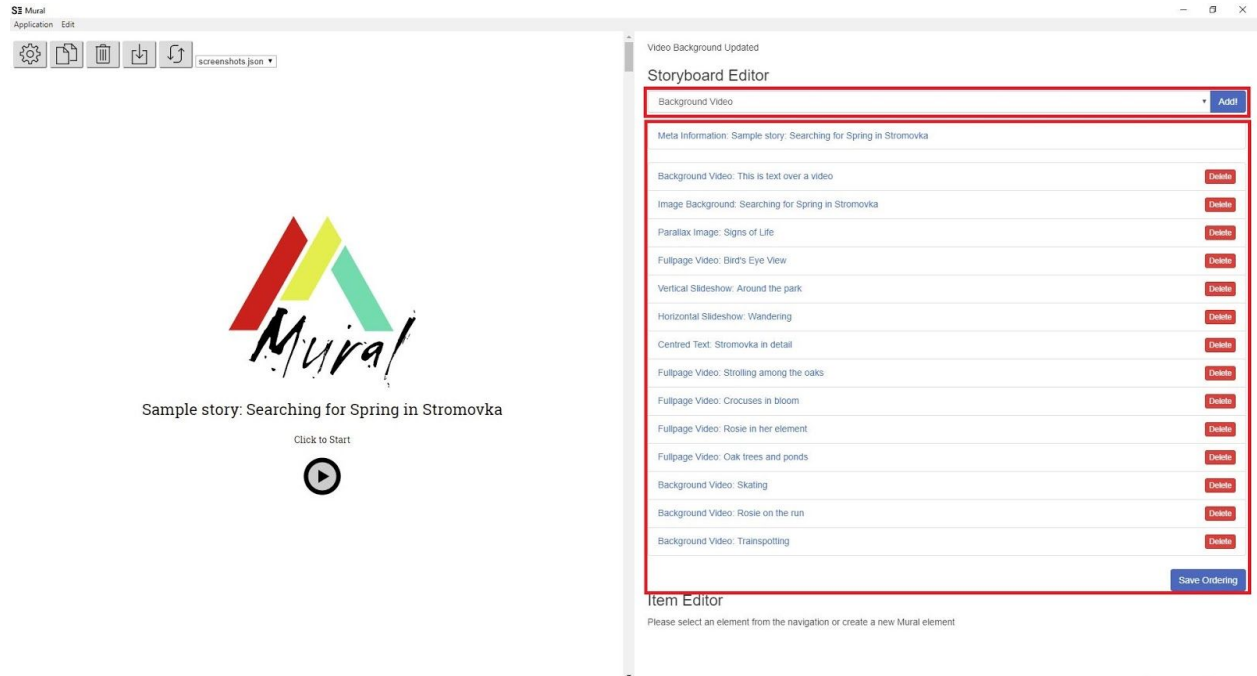 SE Mural
Application Edit
screenshots.json
Mural
Sample story: Searching for Spring in Stromovka
Click to Start
Video Background Updated
Storyboard Editor
Background Video Add!
Meta Information: Sample story: Searching for Spring in Stromovka
Background Video: This is text over a video Delete
Image Background: Searching for Spring in Stromovka Delete
Parallax Image: Signs of Life Delete
Fullpage Video: Bird's Eye View Delete
Vertical Slideshow: Around the park Delete
Horizontal Slideshow: Wandering Delete
Centred Text: Stromovka in detail Delete
Fullpage Video: Strolling among the oaks Delete
Fullpage Video: Crocuses in bloom Delete
Fullpage Video: Rosie in her element Delete
Fullpage Video: Oak trees and ponds Delete
Background Video: Skating Delete
Background Video: Rosie on the run Delete
Background Video: Trainspotting Delete
Save Ordering
Item Editor
Please select an element from the navigation or create a new Mural element